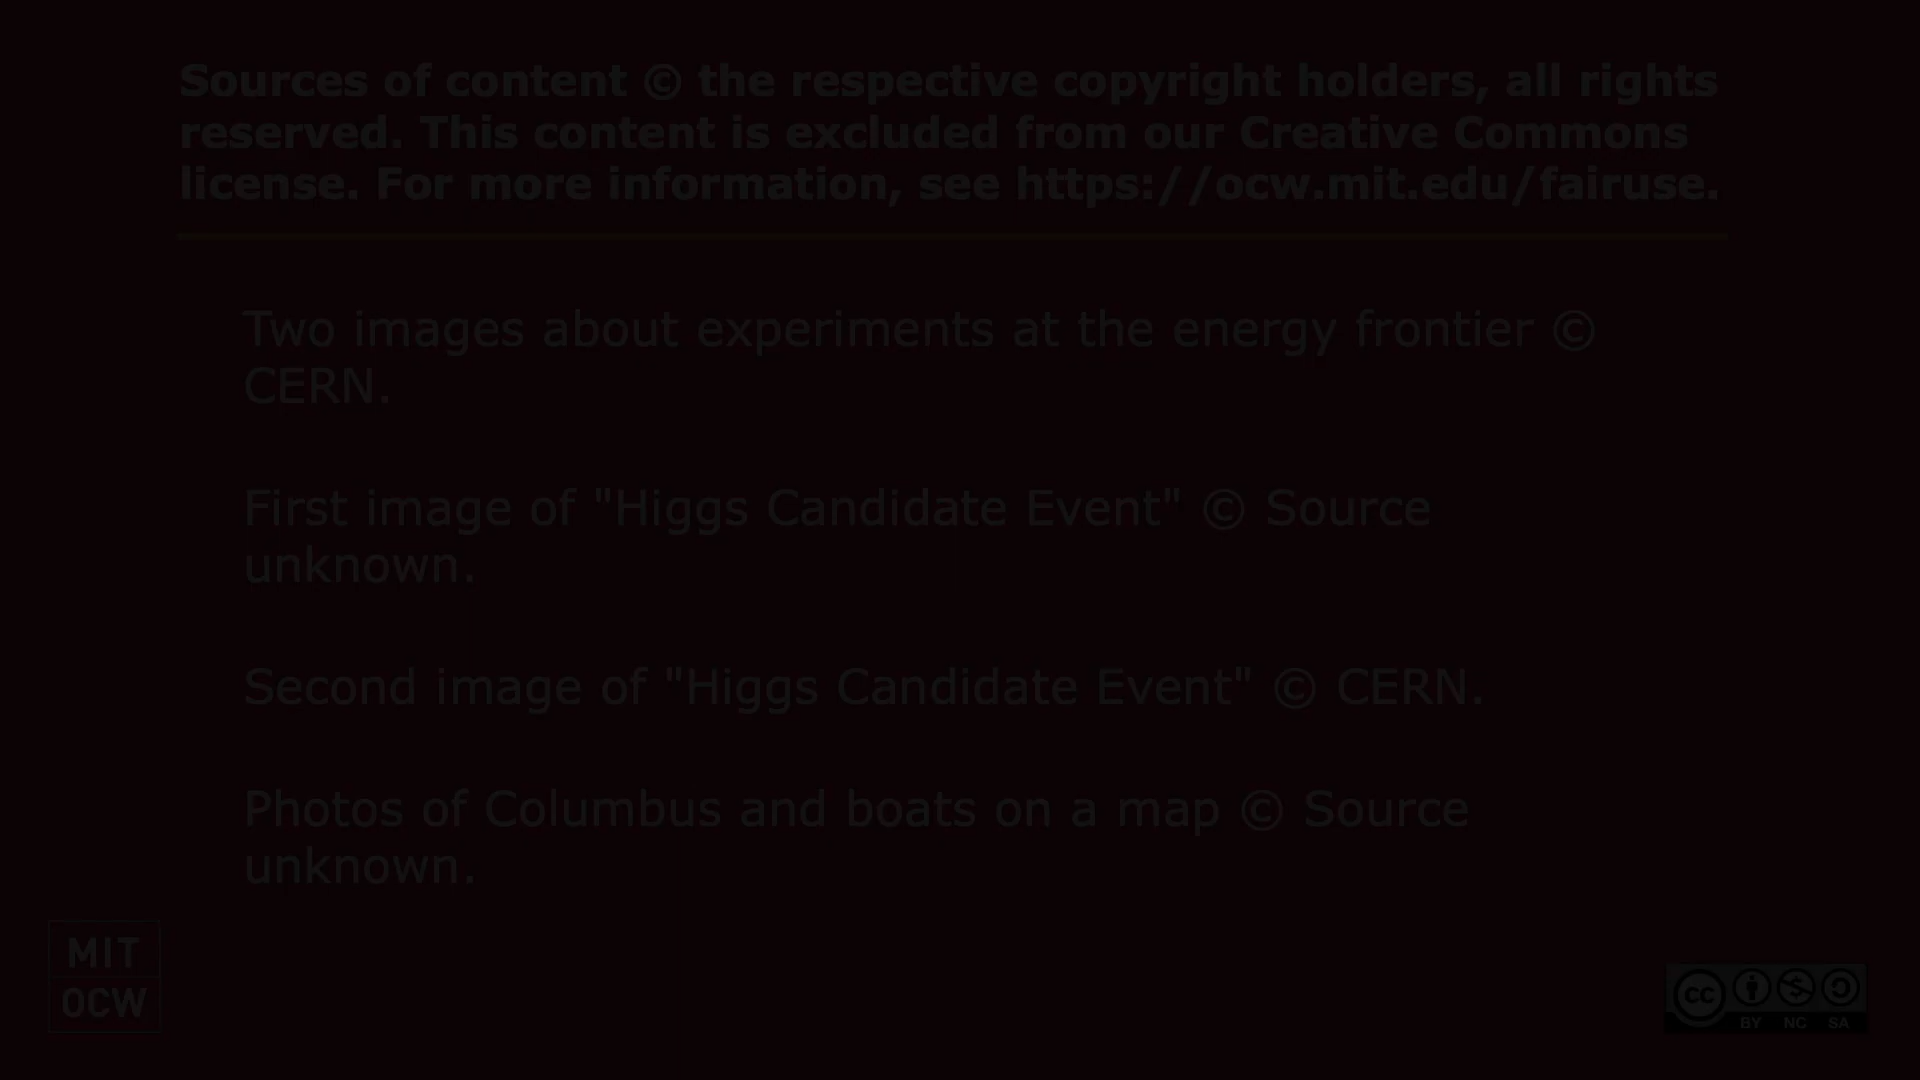 Sources of content © the respective copyright holders, all rights
reserved. This content is excluded from our Creative Commons
license. For more information, see https://ocw.mit.edu/fairuse.
Two images about experiments at the energy frontier ©
CERN.
First image of "Higgs Candidate Event" © Source
unknown.
Second image of "Higgs Candidate Event" © CERN.
Photos of Columbus and boats on a map © Source
unknown.
MIT
OCW
cc
BY NC SA